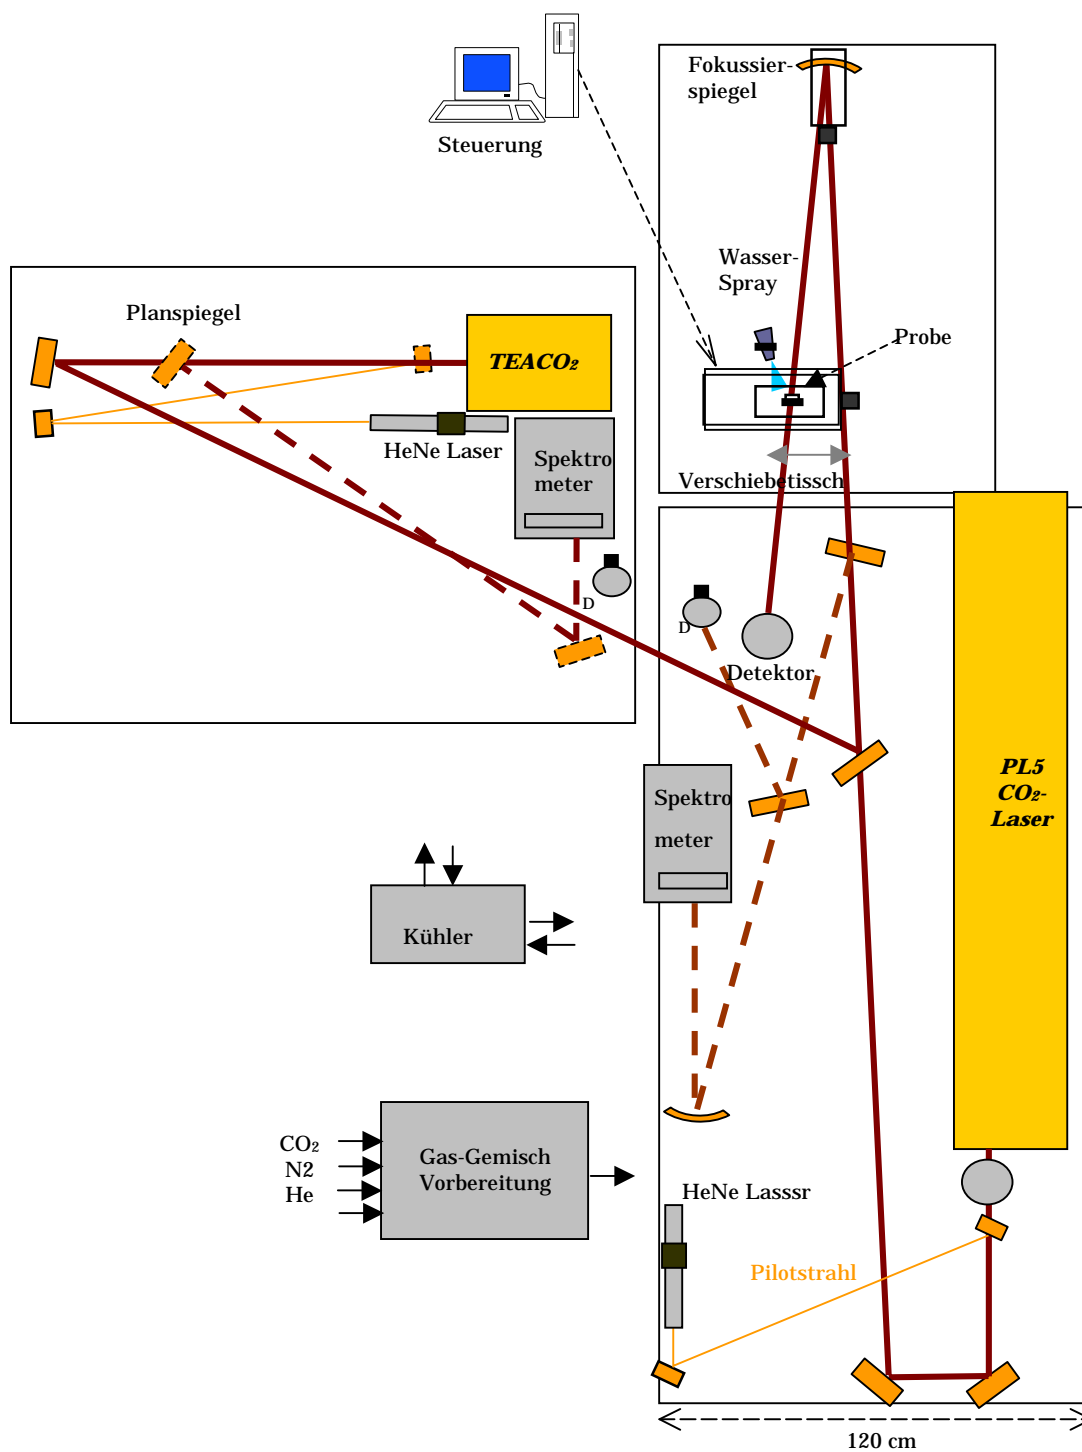 Fokussier-
spiegel
Steuerung
Wasser-
Spray
Planspiegel
Probe
TEACO₂
HeNe Laser
Spektro
meter
Verschiebetissch
D
D
Detektor
PL5
CO₂-
Laser
Spektro
meter
Kühler
CO₂
N2
He
Gas-Gemisch
Vorbereitung
HeNe Lasssr
Pilotstrahl
120 cm